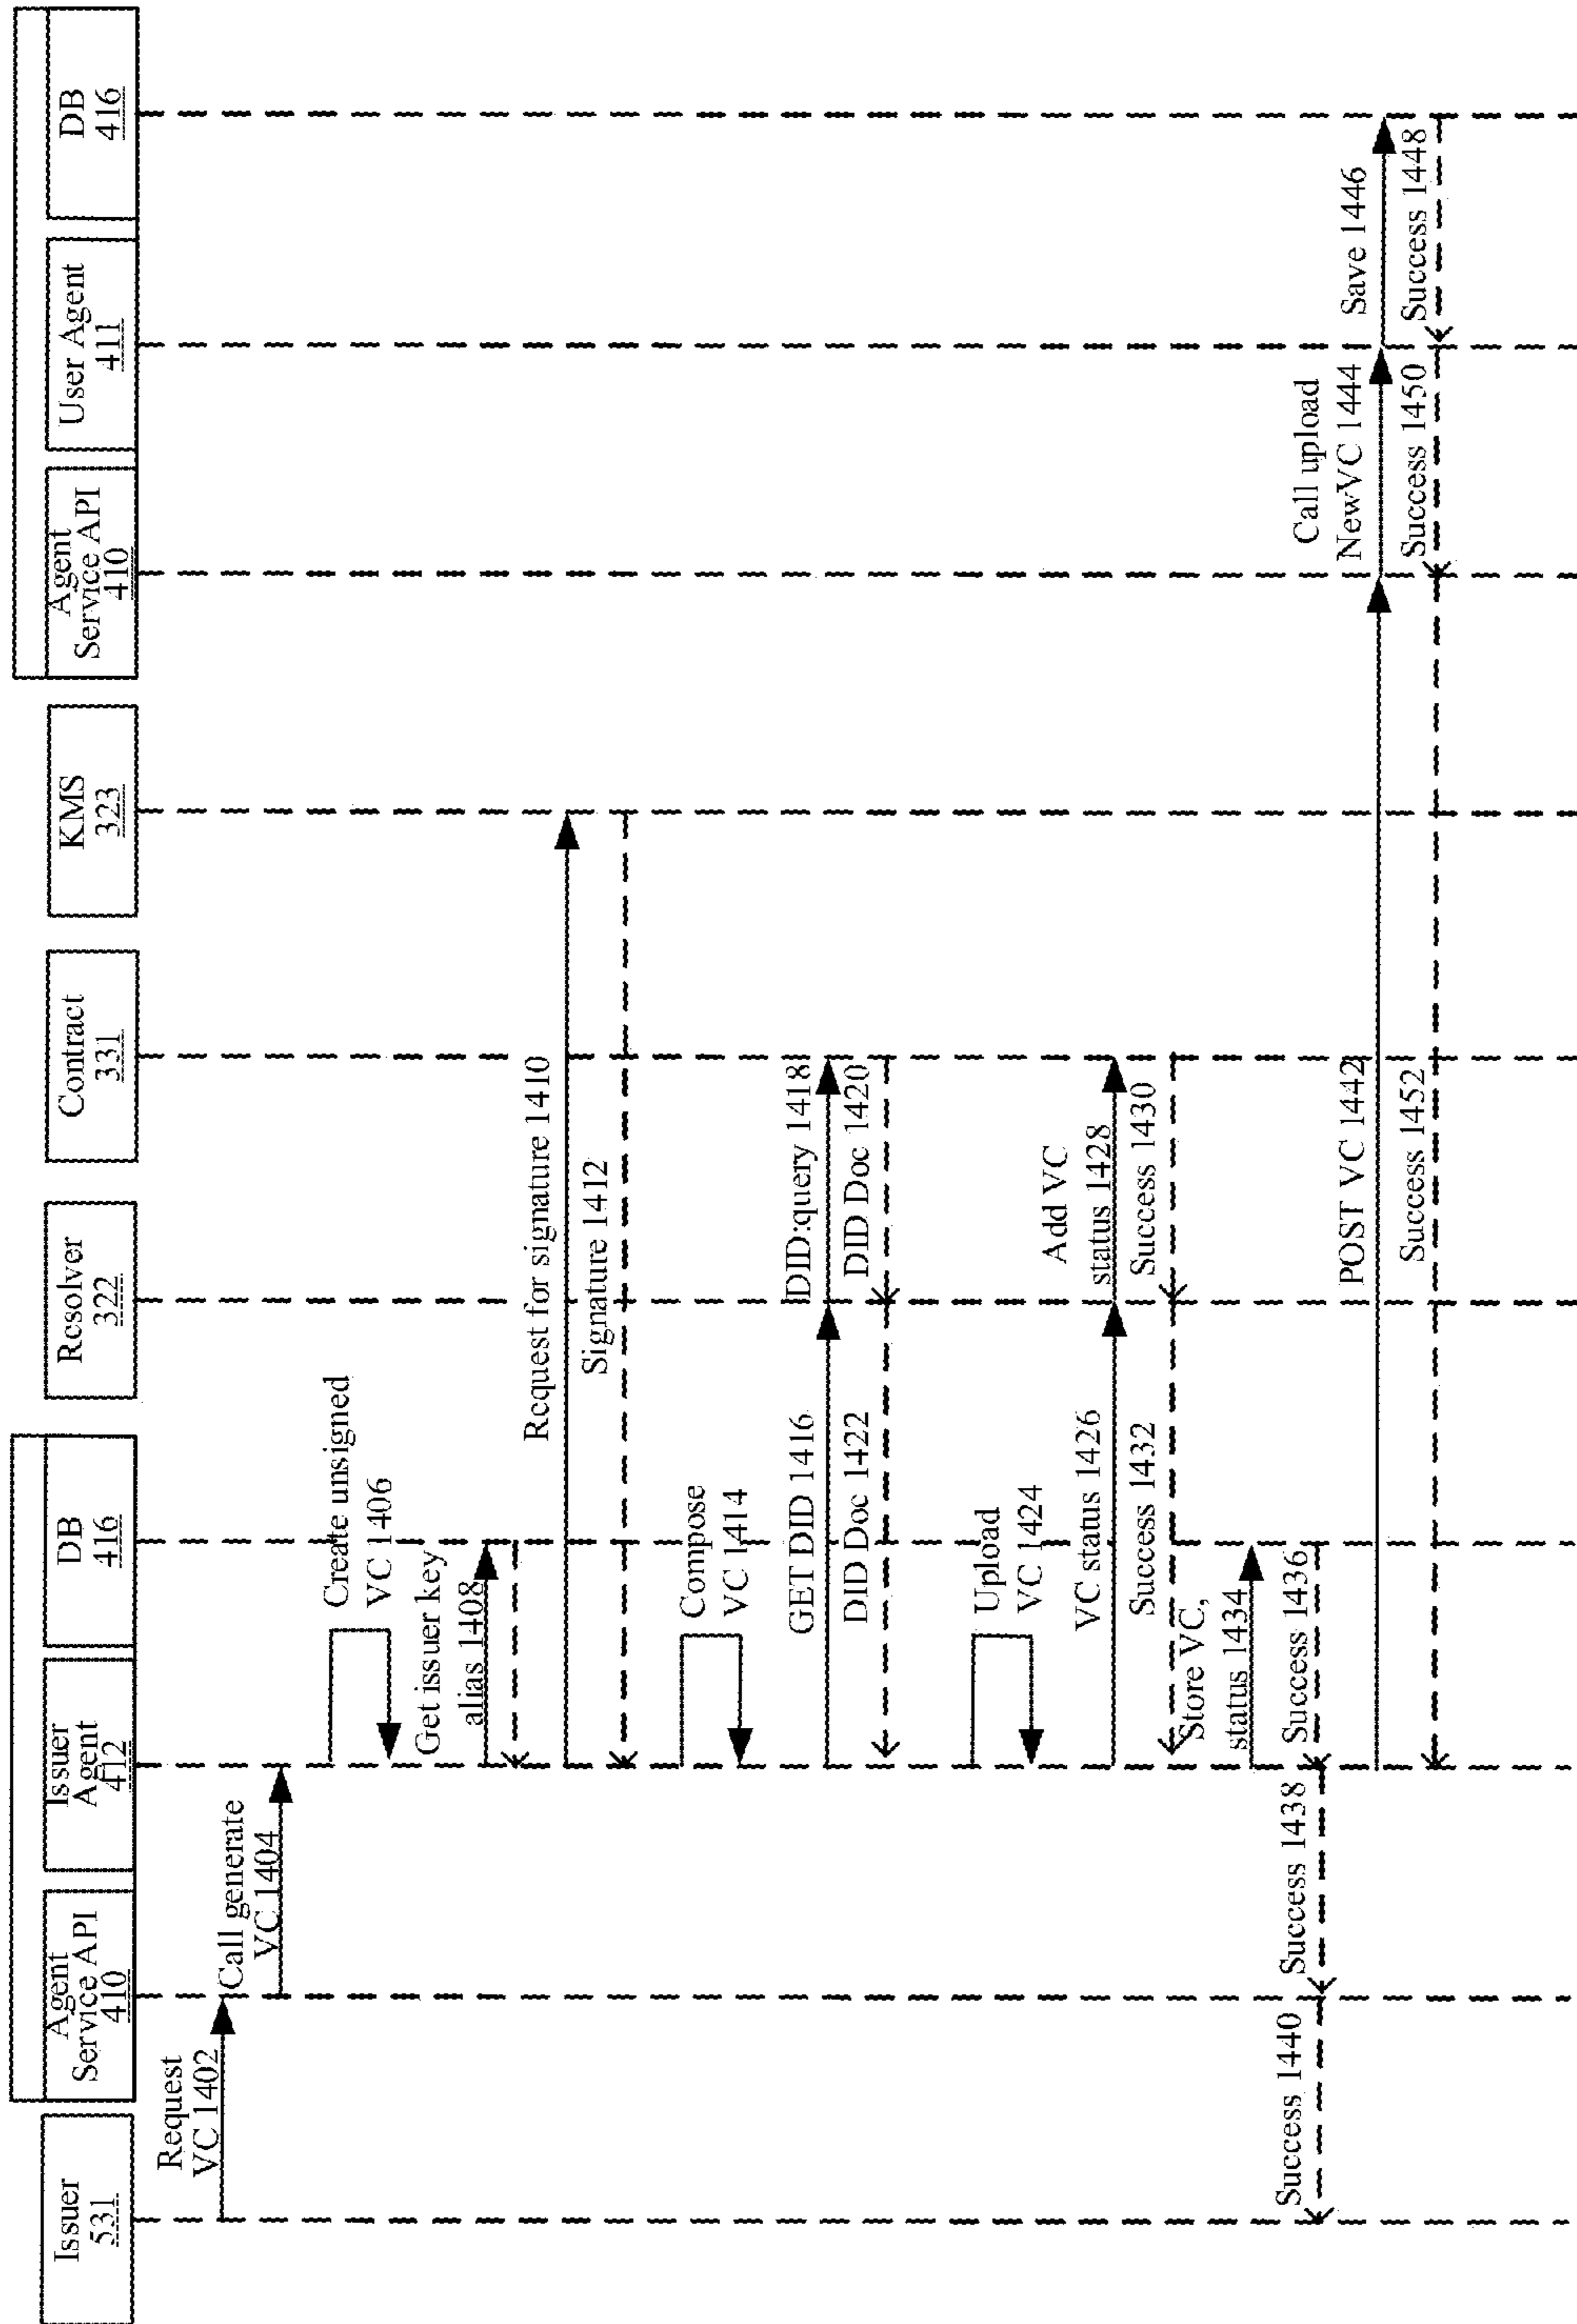 Issuer
531
Agent
Service API
410
Issuer
Agent
412
DB
416
Resolver
322
Contract
331
KMS
323
Agent
Service API
410
User Agent
411
DB
416
Request
VC 1402
Call generate
VC 1404
Create unsigned
VC 1406
Get issuer key
alias 1408
Request for signature 1410
Signature 1412
Compose
VC 1414
GET DID 1416
DID:query 1418
DID Doc 1422
DID Doc 1420
Upload
VC 1424
VC status 1426
Add VC
status 1428
Success 1432
Success 1430
Store VC,
status 1434
Success 1436
Success 1438
Success 1440
POST VC 1442
Call upload
NewVC 1444
Save 1446
Success 1452
Success 1450
Success 1448